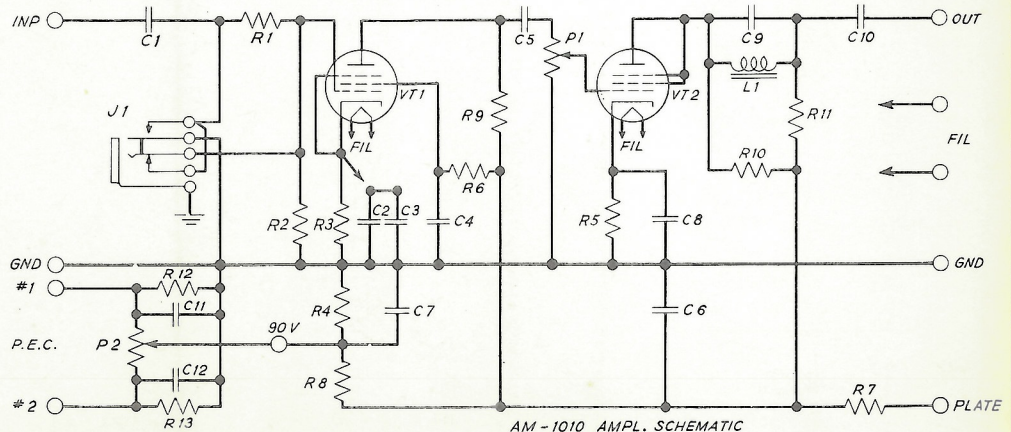 INP
C1
R1
C5
P1
C9
C10
OUT
VT1
VT2
L1
J1
R9
R11
FIL
FIL
FIL
R6
R10
R2
R3
C2
C3
C4
R5
C8
GND
GND
#1
R12
C11
R4
C7
C6
90V
P.E.C.
P2
C12
R8
R7
#2
R13
PLATE
AM-1010 AMPL. SCHEMATIC